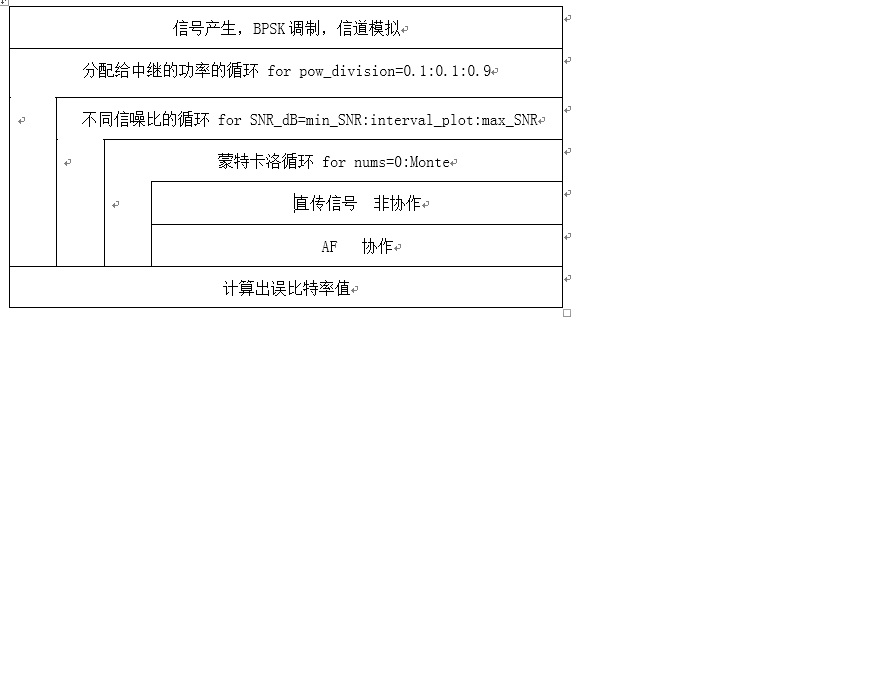 信号产生，BPSK调制，信道模拟
分配给中继的功率的循环 for pow_division=0.1:0.1:0.9
不同信噪比的循环 for SNR_dB=min_SNR:interval_plot:max_SNR
蒙特卡洛循环 for nums=0:Monte
直传信号　非协作
AF　协作
计算出误比特率值